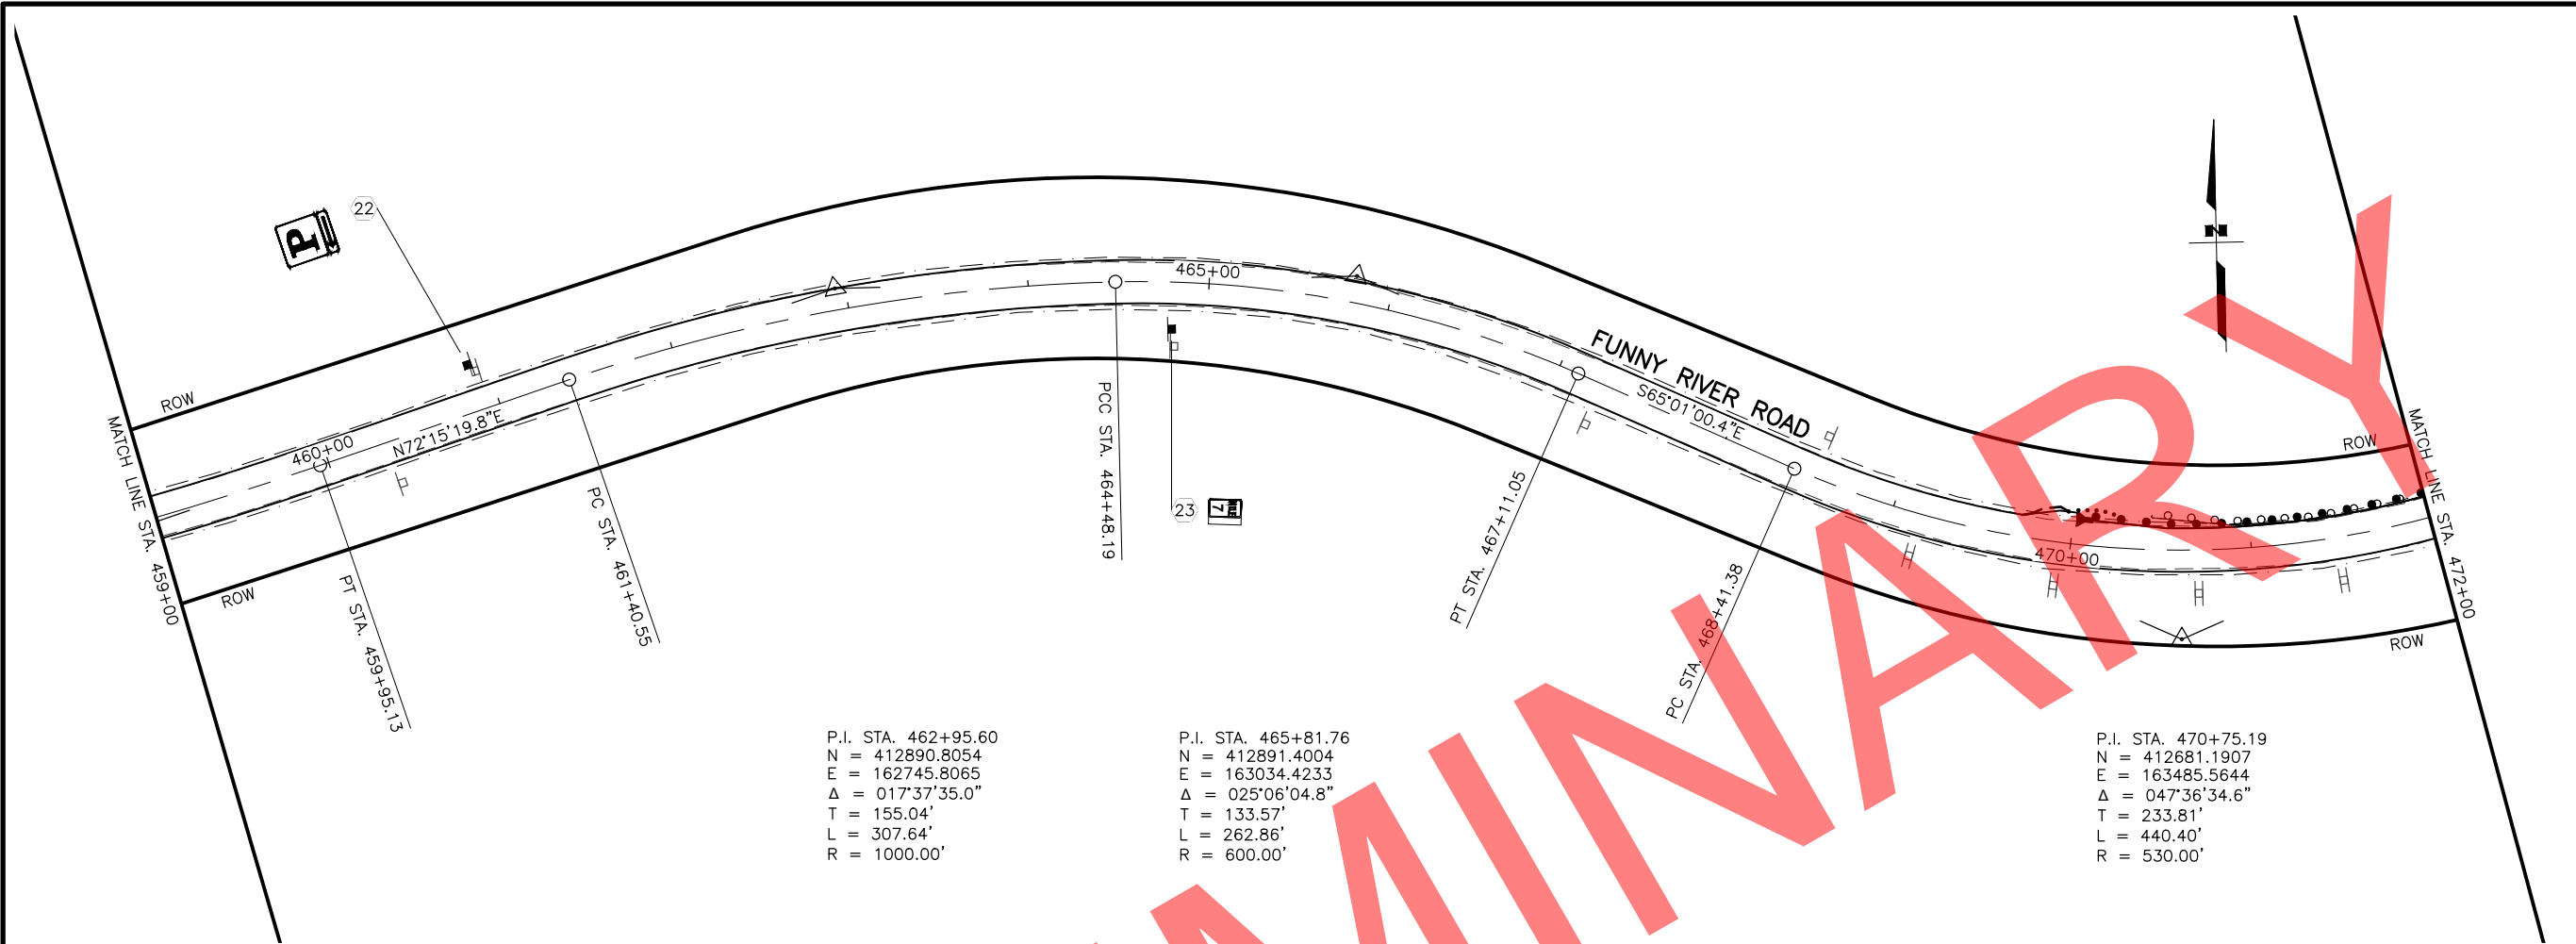 22
P
ROW
MATCH LINE STA. 459+00
460+00
N72°15'19.8"E
ROW
PT STA. 459+95.13
PC STA. 461+40.55
PCC STA. 464+48.19
465+00
23
MILE
7
FUNNY RIVER ROAD
S65°01'00.4"E
PT STA. 467+11.05
PC STA. 468+41.38
470+00
N
ROW
MATCH LINE STA. 472+00
ROW
P.I. STA. 462+95.60
N = 412890.8054
E = 162745.8065
Δ = 017°37'35.0"
T = 155.04'
L = 307.64'
R = 1000.00'
P.I. STA. 465+81.76
N = 412891.4004
E = 163034.4233
Δ = 025°06'04.8"
T = 133.57'
L = 262.86'
R = 600.00'
P.I. STA. 470+75.19
N = 412681.1907
E = 163485.5644
Δ = 047°36'34.6"
T = 233.81'
L = 440.40'
R = 530.00'
MINARY